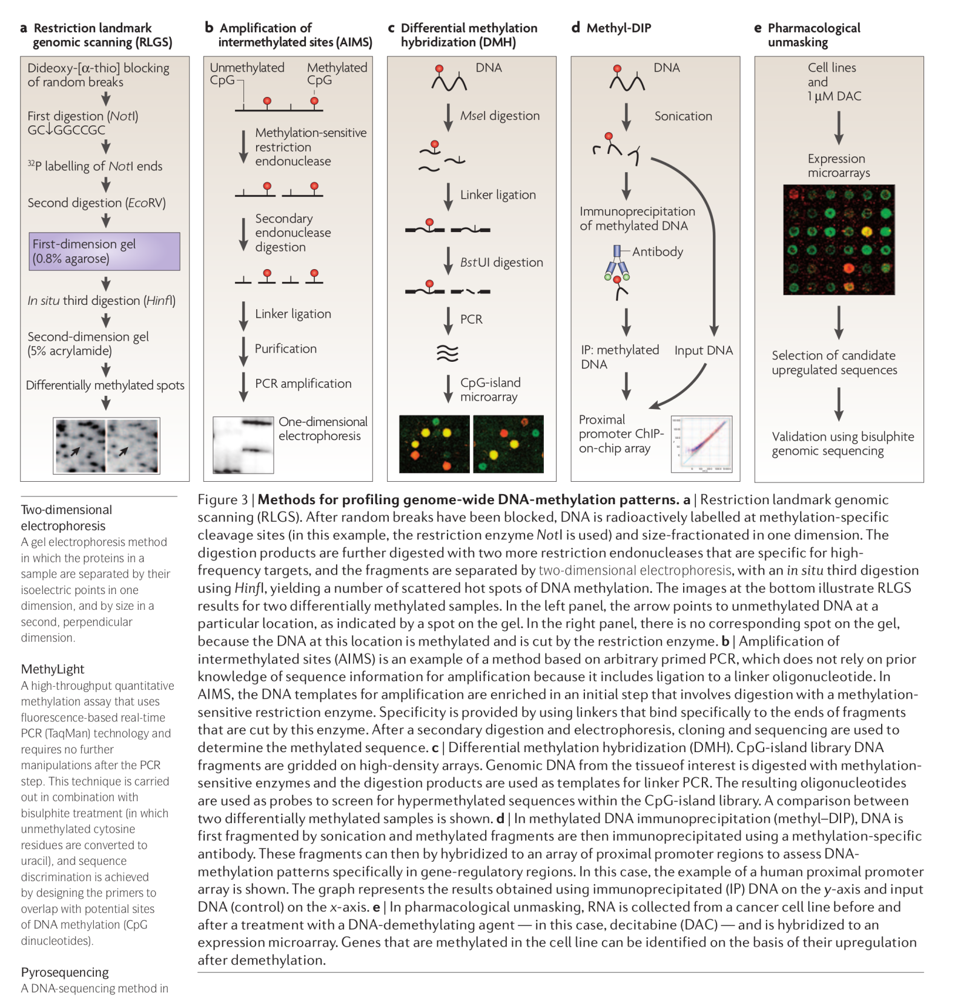 a Restriction landmark
genomic scanning (RLGS)
Dideoxy-[α-thio] blocking
of random breaks
First digestion (NotI)
GC↓GGCCGC
32P labelling of NotI ends
Second digestion (EcoRV)
First-dimension gel
(0.8% agarose)
In situ third digestion (HinfI)
Second-dimension gel
(5% acrylamide)
Differentially methylated spots
b Amplification of
intermethylated sites (AIMS)
Unmethylated
CpG
Methylated
CpG
Methylation-sensitive
restriction
endonuclease
Secondary
endonuclease
digestion
Linker ligation
Purification
PCR amplification
One-dimensional
electrophoresis
c Differential methylation
hybridization (DMH)
DNA
MseI digestion
Linker ligation
BstUI digestion
PCR
CpG-island
microarray
d Methyl-DIP
DNA
Sonication
Immunoprecipitation
of methylated DNA
Antibody
IP: methylated
DNA
Input DNA
Proximal
promoter ChIP-
on-chip array
e Pharmacological
unmasking
Cell lines
and
1 μM DAC
Expression
microarrays
Selection of candidate
upregulated sequences
Validation using bisulphite
genomic sequencing
Two-dimensional
electrophoresis
A gel electrophoresis method
in which the proteins in a
sample are separated by their
isoelectric points in one
dimension, and by size in a
second, perpendicular
dimension.
MethyLight
A high-throughput quantitative
methylation assay that uses
fluorescence-based real-time
PCR (TaqMan) technology and
requires no further
manipulations after the PCR
step. This technique is carried
out in combination with
bisulphite treatment (in which
unmethylated cytosine
residues are converted to
uracil), and sequence
discrimination is achieved
by designing the primers to
overlap with potential sites
of DNA methylation (CpG
dinucleotides).
Pyrosequencing
A DNA-sequencing method in
Figure 3 | Methods for profiling genome-wide DNA-methylation patterns. a | Restriction landmark genomic
scanning (RLGS). After random breaks have been blocked, DNA is radioactively labelled at methylation-specific
cleavage sites (in this example, the restriction enzyme NotI is used) and size-fractionated in one dimension. The
digestion products are further digested with two more restriction endonucleases that are specific for high-
frequency targets, and the fragments are separated by two-dimensional electrophoresis, with an in situ third digestion
using HinfI, yielding a number of scattered hot spots of DNA methylation. The images at the bottom illustrate RLGS
results for two differentially methylated samples. In the left panel, the arrow points to unmethylated DNA at a
particular location, as indicated by a spot on the gel. In the right panel, there is no corresponding spot on the gel,
because the DNA at this location is methylated and is cut by the restriction enzyme. b | Amplification of
intermethylated sites (AIMS) is an example of a method based on arbitrary primed PCR, which does not rely on prior
knowledge of sequence information for amplification because it includes ligation to a linker oligonucleotide. In
AIMS, the DNA templates for amplification are enriched in an initial step that involves digestion with a methylation-
sensitive restriction enzyme. Specificity is provided by using linkers that bind specifically to the ends of fragments
that are cut by this enzyme. After a secondary digestion and electrophoresis, cloning and sequencing are used to
determine the methylated sequence. c | Differential methylation hybridization (DMH). CpG-island library DNA
fragments are gridded on high-density arrays. Genomic DNA from the tissueof interest is digested with methylation-
sensitive enzymes and the digestion products are used as templates for linker PCR. The resulting oligonucleotides
are used as probes to screen for hypermethylated sequences within the CpG-island library. A comparison between
two differentially methylated samples is shown. d | In methylated DNA immunoprecipitation (methyl–DIP), DNA is
first fragmented by sonication and methylated fragments are then immunoprecipitated using a methylation-specific
antibody. These fragments can then by hybridized to an array of proximal promoter regions to assess DNA-
methylation patterns specifically in gene-regulatory regions. In this case, the example of a human proximal promoter
array is shown. The graph represents the results obtained using immunoprecipitated (IP) DNA on the y-axis and input
DNA (control) on the x-axis. e | In pharmacological unmasking, RNA is collected from a cancer cell line before and
after a treatment with a DNA-demethylating agent — in this case, decitabine (DAC) — and is hybridized to an
expression microarray. Genes that are methylated in the cell line can be identified on the basis of their upregulation
after demethylation.